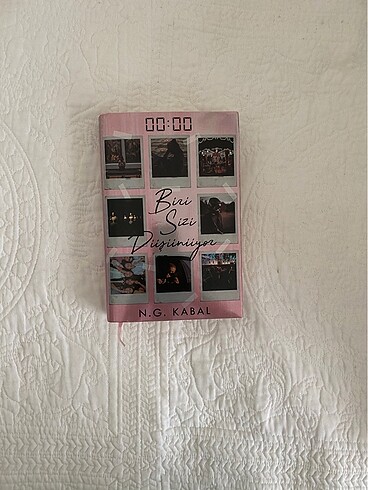 00:00
Biri
Sizi
Düşünüyor
N.G. KABAL